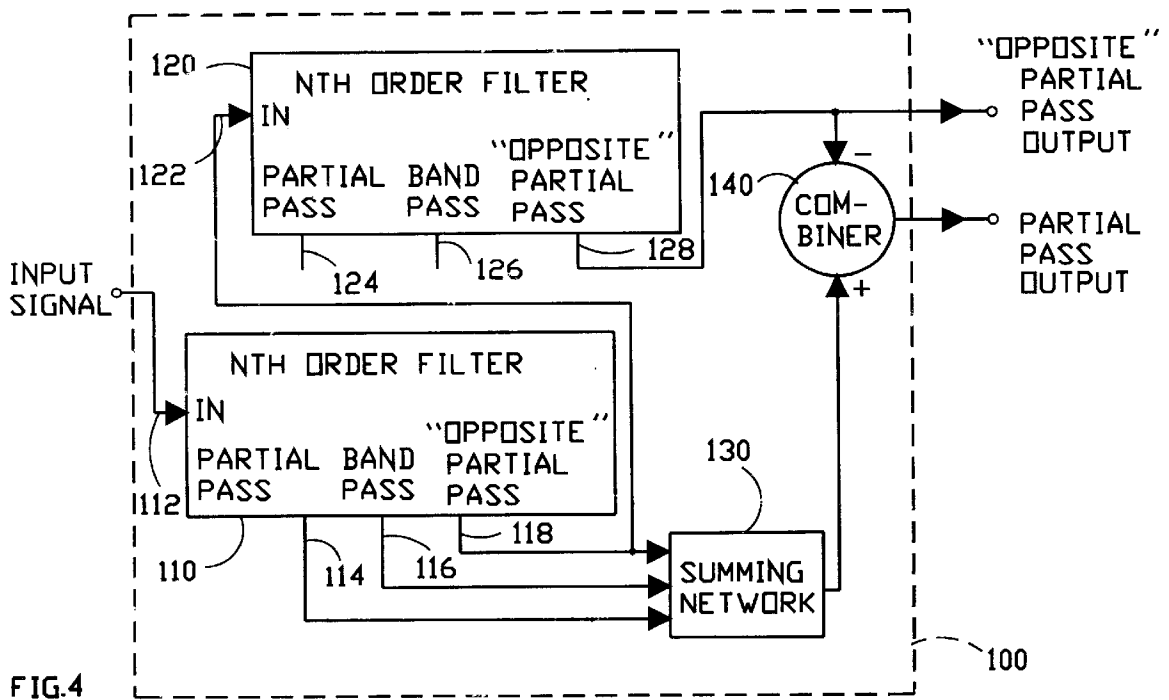 120
NTH ORDER FILTER
IN
122
PARTIAL
PASS
BAND
PASS
"OPPOSITE"
PARTIAL
PASS
124
126
128
"OPPOSITE"
PARTIAL
PASS
OUTPUT
-
140
COM-
BINER
+
PARTIAL
PASS
OUTPUT
INPUT
SIGNAL
NTH ORDER FILTER
IN
112
PARTIAL
PASS
BAND
PASS
"OPPOSITE"
PARTIAL
PASS
110
114
116
118
130
SUMMING
NETWORK
100
FIG.4